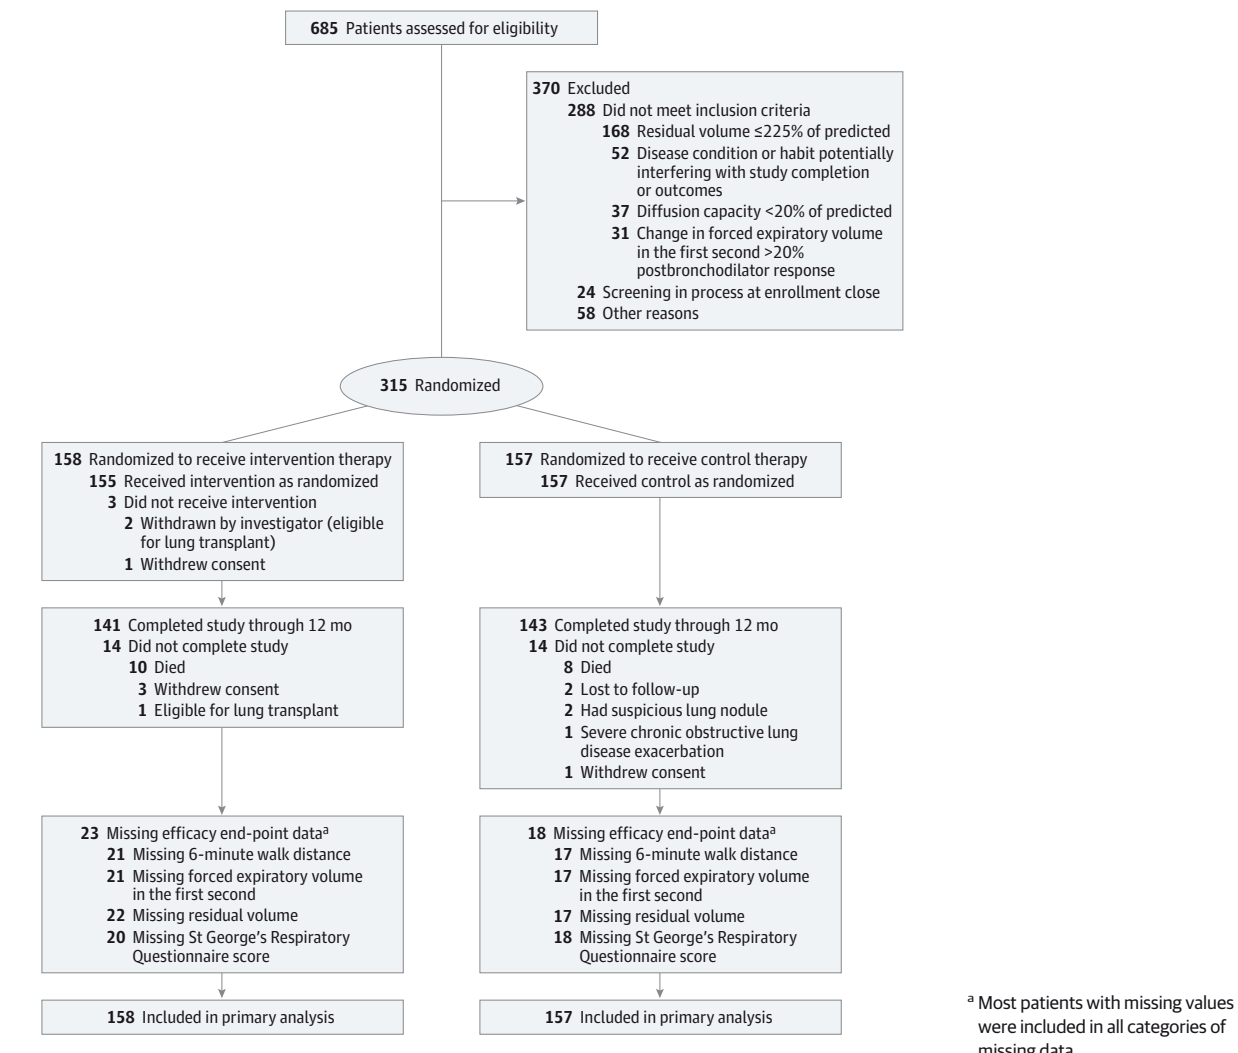 685 Patients assessed for eligibility
370 Excluded
288 Did not meet inclusion criteria
168 Residual volume ≤225% of predicted
52 Disease condition or habit potentially
interfering with study completion
or outcomes
37 Diffusion capacity <20% of predicted
31 Change in forced expiratory volume
in the first second >20%
postbronchodilator response
24 Screening in process at enrollment close
58 Other reasons
315 Randomized
158 Randomized to receive intervention therapy
155 Received intervention as randomized
3 Did not receive intervention
2 Withdrawn by investigator (eligible
for lung transplant)
1 Withdrew consent
157 Randomized to receive control therapy
157 Received control as randomized
141 Completed study through 12 mo
14 Did not complete study
10 Died
3 Withdrew consent
1 Eligible for lung transplant
143 Completed study through 12 mo
14 Did not complete study
8 Died
2 Lost to follow-up
2 Had suspicious lung nodule
1 Severe chronic obstructive lung
disease exacerbation
1 Withdrew consent
23 Missing efficacy end-point dataᵃ
21 Missing 6-minute walk distance
21 Missing forced expiratory volume
in the first second
22 Missing residual volume
20 Missing St George's Respiratory
Questionnaire score
18 Missing efficacy end-point dataᵃ
17 Missing 6-minute walk distance
17 Missing forced expiratory volume
in the first second
17 Missing residual volume
18 Missing St George's Respiratory
Questionnaire score
158 Included in primary analysis
157 Included in primary analysis
ᵃ Most patients with missing values
were included in all categories of
missing data